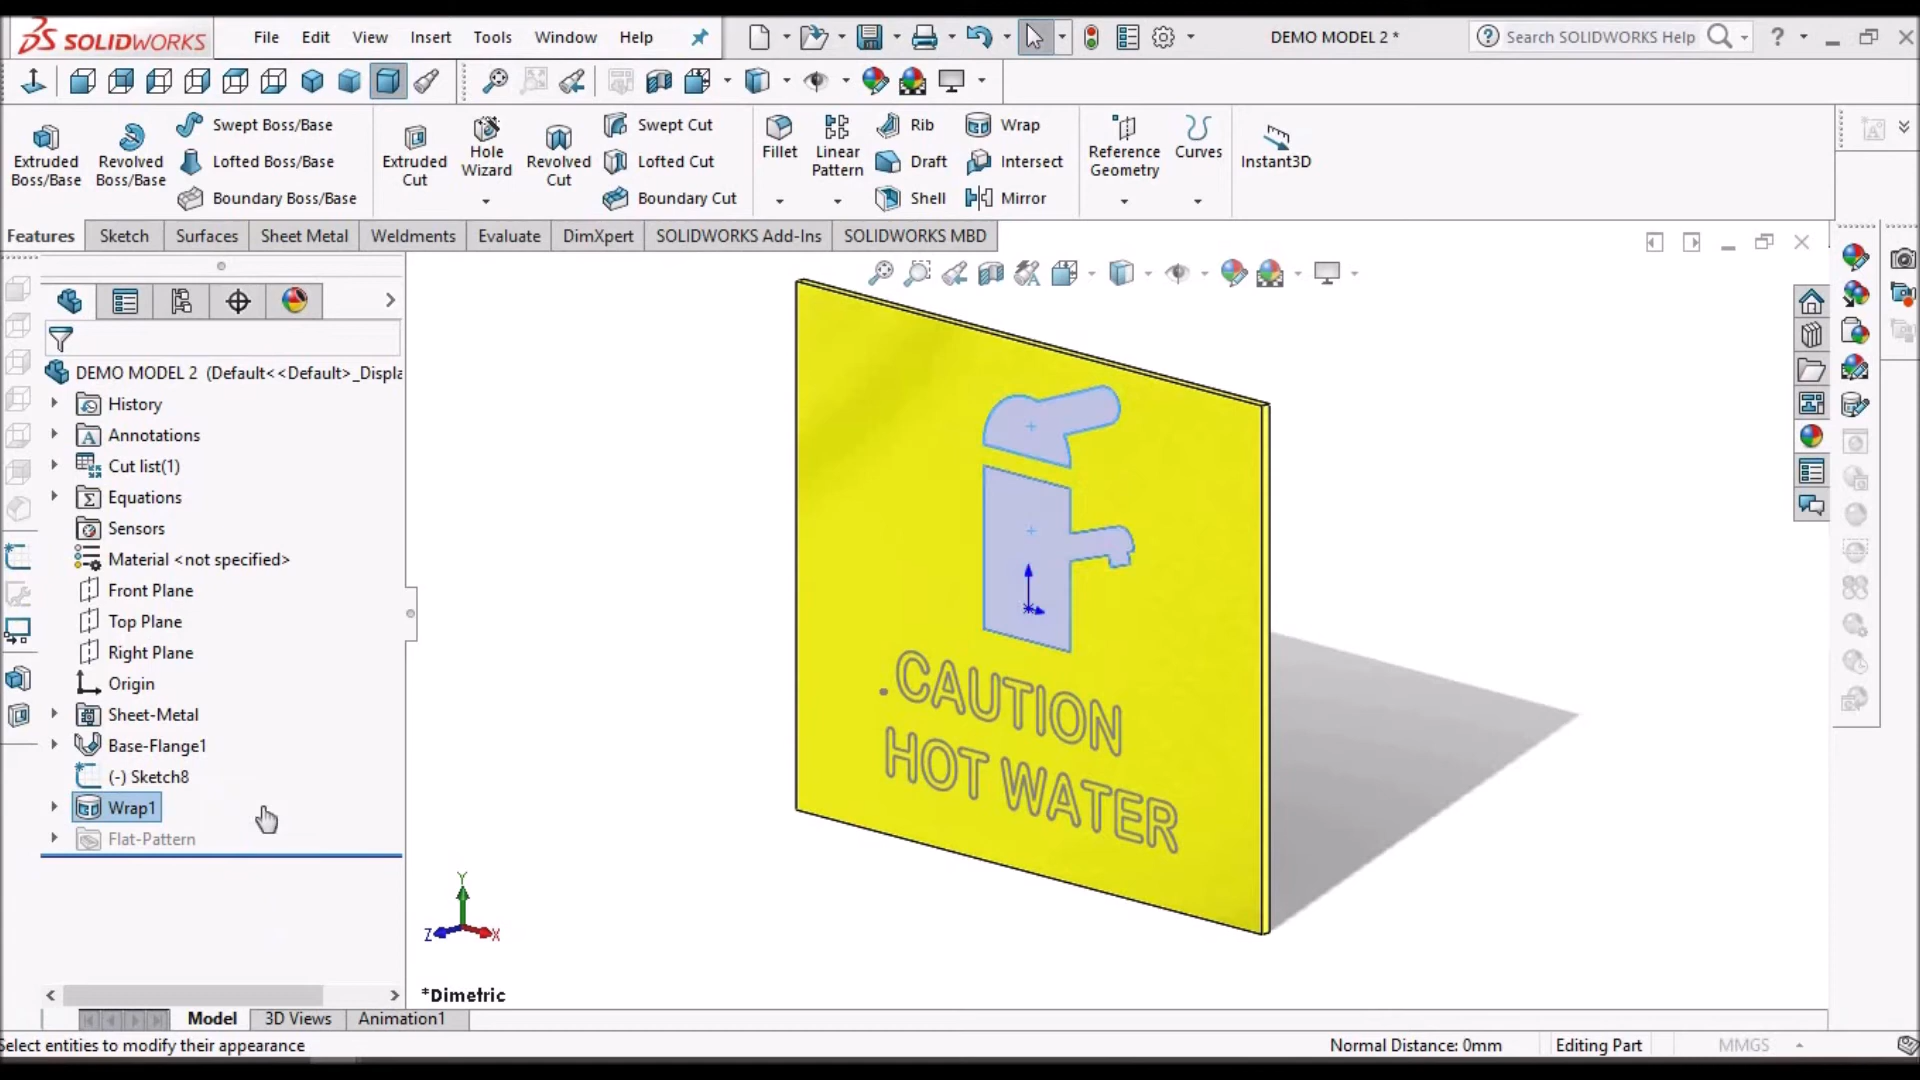 SOLIDWORKS
File Edit View Insert Tools Window Help
DEMO MODEL 2 *
Search SOLIDWORKS Help
?
Extruded Boss/Base
Revolved Boss/Base
Swept Boss/Base
Lofted Boss/Base
Boundary Boss/Base
Extruded Cut
Hole Wizard
Revolved Cut
Swept Cut
Lofted Cut
Boundary Cut
Fillet
Linear Pattern
Rib
Draft
Shell
Wrap
Intersect
Mirror
Reference Geometry
Curves
Instant3D
Features Sketch Surfaces Sheet Metal Weldments Evaluate DimXpert SOLIDWORKS Add-Ins SOLIDWORKS MBD
DEMO MODEL 2 (Default<<Default>_Displa
History
Annotations
Cut list(1)
Equations
Sensors
Material <not specified>
Front Plane
Top Plane
Right Plane
Origin
Sheet-Metal
Base-Flange1
(-) Sketch8
Wrap1
Flat-Pattern
CAUTION
HOT WATER
Y
Z
X
*Dimetric
Model 3D Views Animation1
Select entities to modify their appearance
Normal Distance: 0mm
Editing Part
MMGS